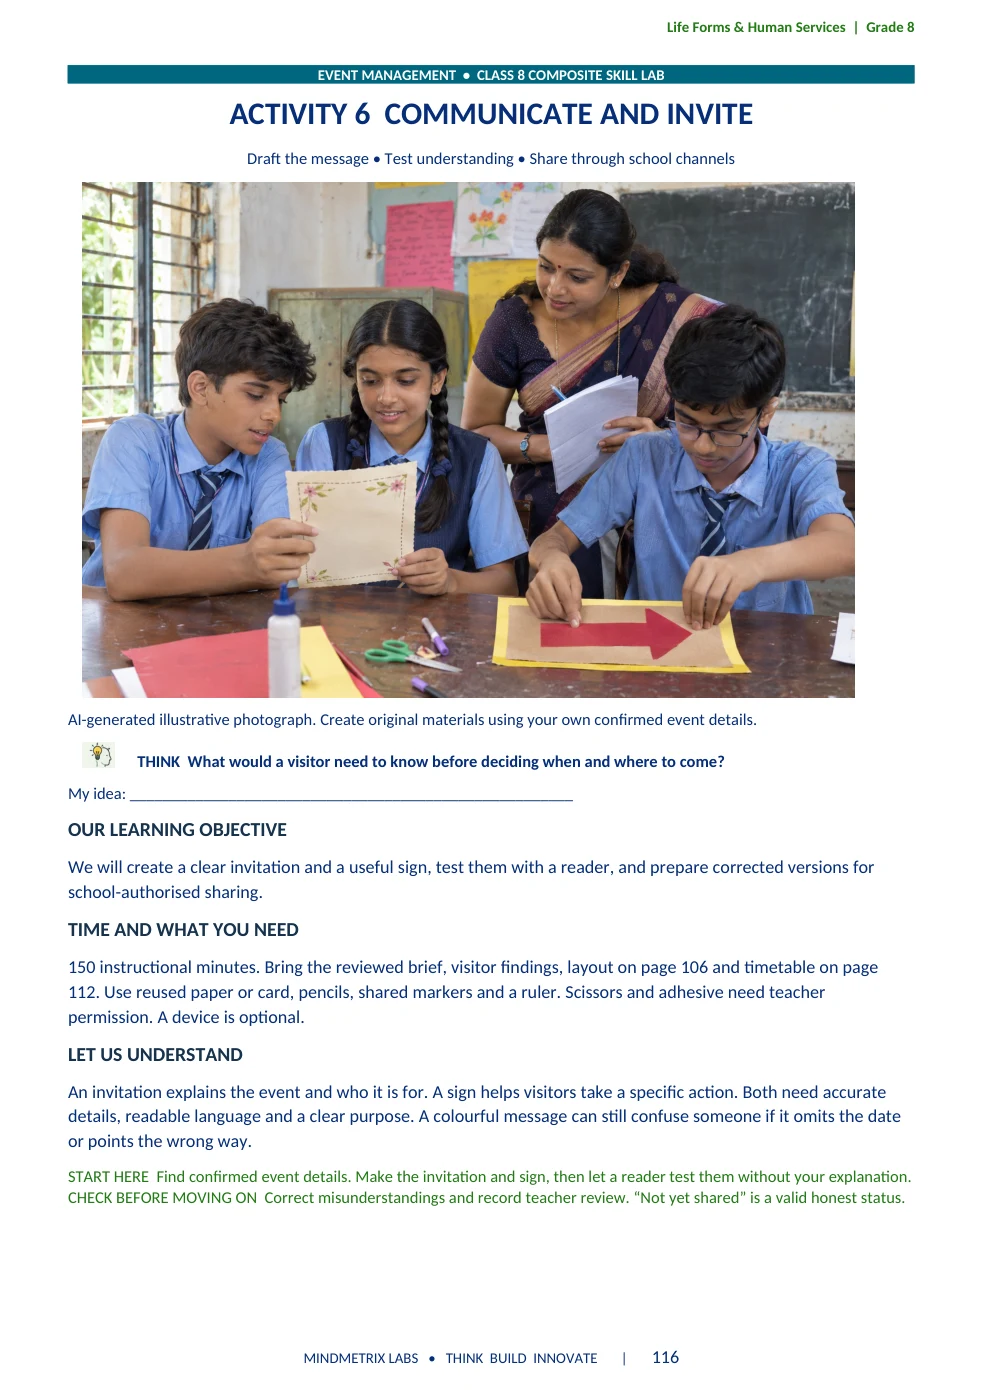 Life Forms & Human Services | Grade 8
EVENT MANAGEMENT ● CLASS 8 COMPOSITE SKILL LAB
ACTIVITY 6 COMMUNICATE AND INVITE
Draft the message • Test understanding • Share through school channels
AI-generated illustrative photograph. Create original materials using your own confirmed event details.
THINK What would a visitor need to know before deciding when and where to come?
My idea: ______________________________________________________
OUR LEARNING OBJECTIVE
We will create a clear invitation and a useful sign, test them with a reader, and prepare corrected versions for
school-authorised sharing.
TIME AND WHAT YOU NEED
150 instructional minutes. Bring the reviewed brief, visitor findings, layout on page 106 and timetable on page
112. Use reused paper or card, pencils, shared markers and a ruler. Scissors and adhesive need teacher
permission. A device is optional.
LET US UNDERSTAND
An invitation explains the event and who it is for. A sign helps visitors take a specific action. Both need accurate
details, readable language and a clear purpose. A colourful message can still confuse someone if it omits the date
or points the wrong way.
START HERE Find confirmed event details. Make the invitation and sign, then let a reader test them without your explanation.
CHECK BEFORE MOVING ON Correct misunderstandings and record teacher review. “Not yet shared” is a valid honest status.
MINDMETRIX LABS ● THINK BUILD INNOVATE | 116